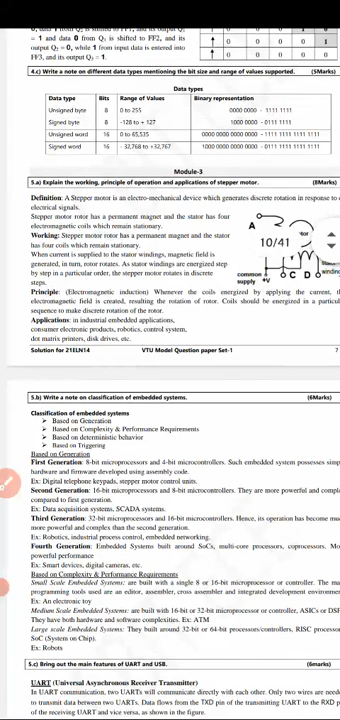 0, data 1 from Q₂ is shifted to FF1, and its output Q₁
= 1 and data 0 from Q₃ is shifted to FF2, and its
output Q₂ = 0, while 1 from input data is entered into
FF3, and its output Q₃ = 1.
↑ 0 0 0 1
↑ 0 0 0 0
4.c) Write a note on different data types mentioning the bit size and range of values supported. (5Marks)
Data types
Data type Bits Range of Values Binary representation
Unsigned byte 8 0 to 255 0000 0000 - 1111 1111
Signed byte 8 -128 to + 127 1000 0000 -0111 1111
Unsigned word 16 0 to 65,535 0000 0000 0000 0000 - 1111 1111 1111 1111
Signed word 16 - 32,768 to +32,767 1000 0000 0000 0000 -0111 1111 1111 1111
Module-3
5.a) Explain the working, principle of operation and applications of stepper motor. (8Marks)
Definition: A Stepper motor is an electro-mechanical device which generates discrete rotation in response to
electrical signals.
Stepper motor rotor has a permanent magnet and the stator has four
electromagnetic coils which remain stationary.
Working: Stepper motor rotor has a permanent magnet and the stator
has four coils which remain stationary.
When current is supplied to the stator windings, magnetic field is
generated, in turn, rotor rotates. As stator windings are energized step
by step in a particular order, the stepper motor rotates in discrete
steps.
A
10/41
common supply +V
C D
Principle: (Electromagnetic induction) Whenever the coils energized by applying the current,
electromagnetic field is created, resulting the rotation of rotor. Coils should be energized in a
sequence to make discrete rotation of the rotor.
Applications: in industrial embedded applications,
consumer electronic products, robotics, control system,
dot matrix printers, disk drives, etc.
Solution for 21ELN14 VTU Model Question paper Set-1 7
5.b) Write a note on classification of embedded systems. (6Marks)
Classification of embedded systems
➢ Based on Generation
➢ Based on Complexity & Performance Requirements
➢ Based on deterministic behavior
➢ Based on Triggering
Based on Generation
First Generation: 8-bit microprocessors and 4-bit microcontrollers. Such embedded system possesses
hardware and firmware developed using assembly code.
Ex: Digital telephone keypads, stepper motor control units.
Second Generation: 16-bit microprocessors and 8-bit microcontrollers. They are more powerful and
compared to first generation.
Ex: Data acquisition systems, SCADA systems.
Third Generation: 32-bit microprocessors and 16-bit microcontrollers. Hence, its operation has become
more powerful and complex than the second generation.
Ex: Robotics, industrial process control, embedded networking.
Fourth Generation: Embedded Systems built around SoCs, multi-core processors, coprocessors.
powerful performance
Ex: Smart devices, digital cameras, etc.
Based on Complexity & Performance Requirements
Small Scale Embedded Systems: are built with a single 8 or 16-bit microprocessor or controller. The
programming tools used are an editor, assembler, cross assembler and integrated development
Ex: An electronic toy
Medium Scale Embedded Systems: are built with 16-bit or 32-bit microprocessor or controller, ASICs or
They have both hardware and software complexities. Ex: ATM
Large scale Embedded Systems: They built around 32-bit or 64-bit processors/controllers, RISC
SoC (System on Chip).
Ex: Robots
5.c) Bring out the main features of UART and USB. (6marks)
UART (Universal Asynchronous Receiver Transmitter)
In UART communication, two UARTs will communicate directly with each other. Only two wires are
to transmit data between two UARTs. Data flows from the TXD pin of the transmitting UART to the RXD
of the receiving UART and vice versa, as shown in the figure.